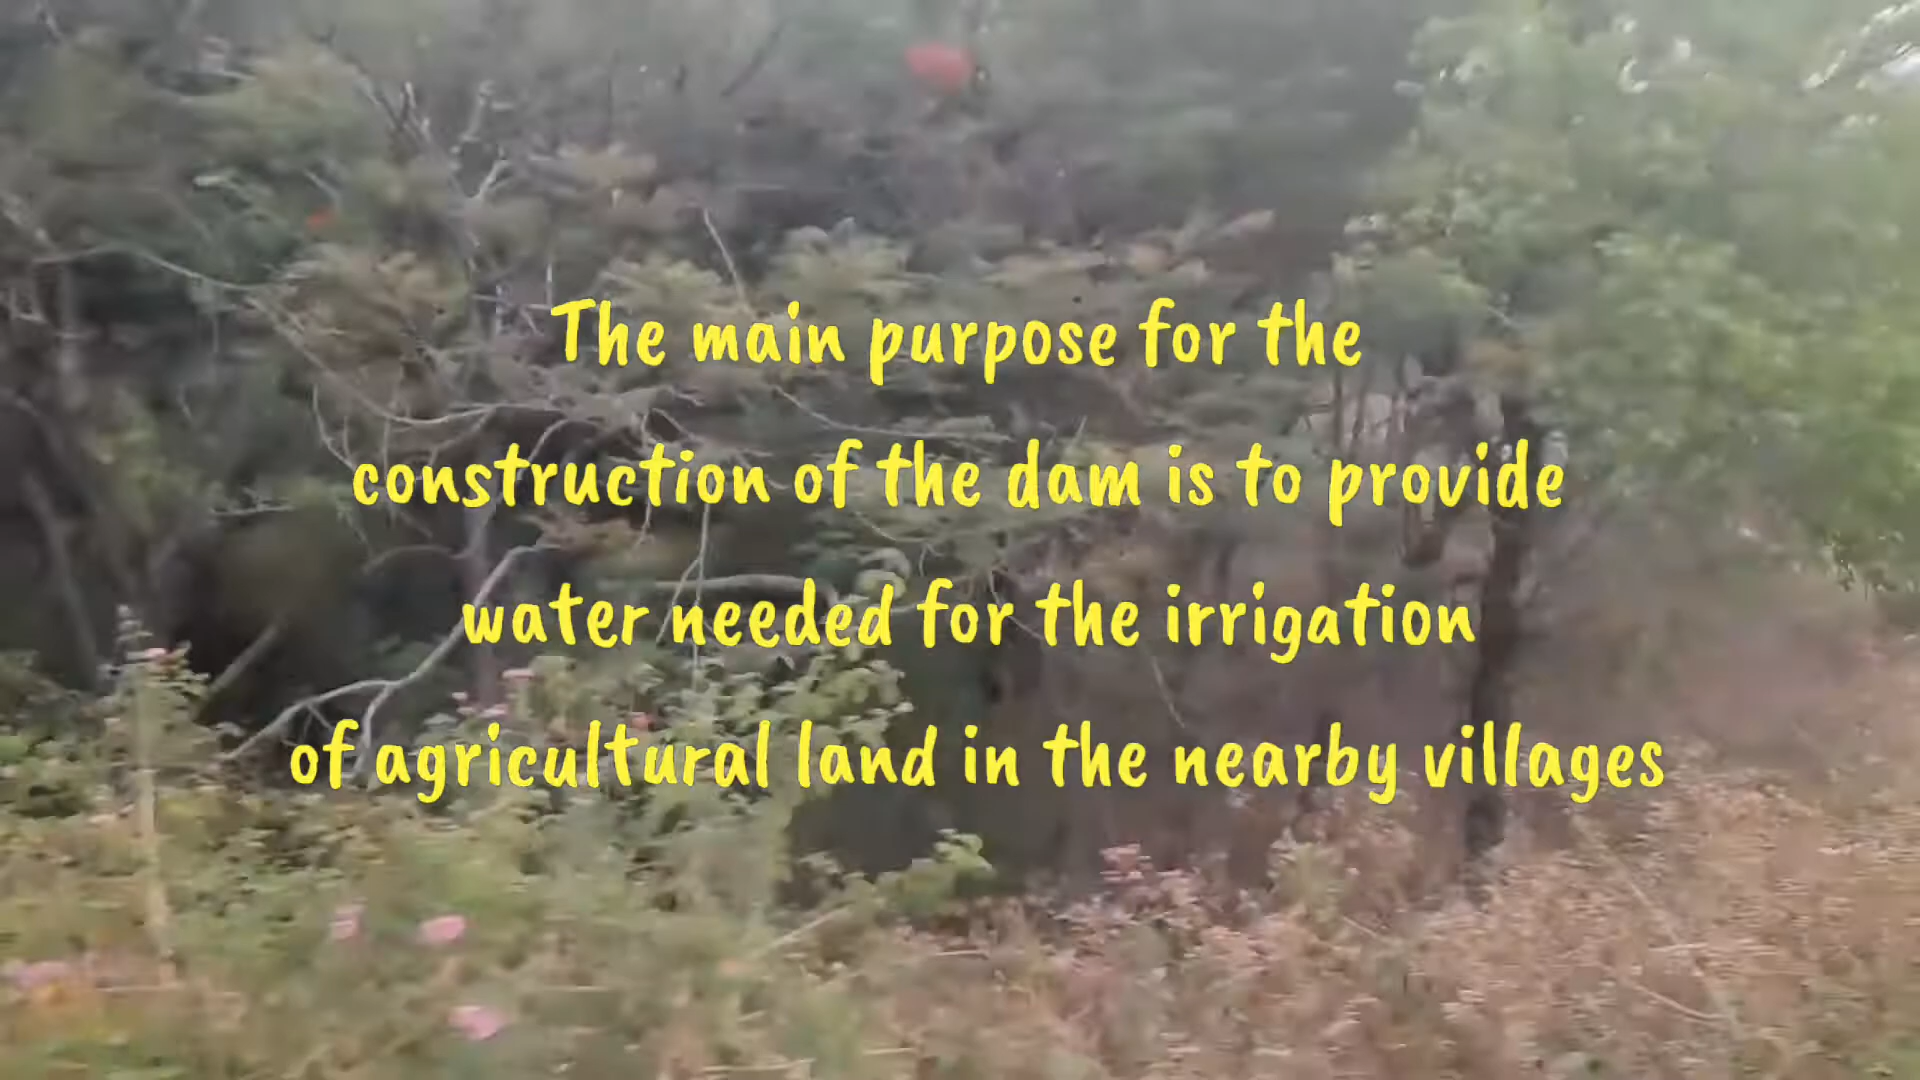 The main purpose for the
construction of the dam is to provide
water needed for the irrigation
of agricultural land in the nearby villages